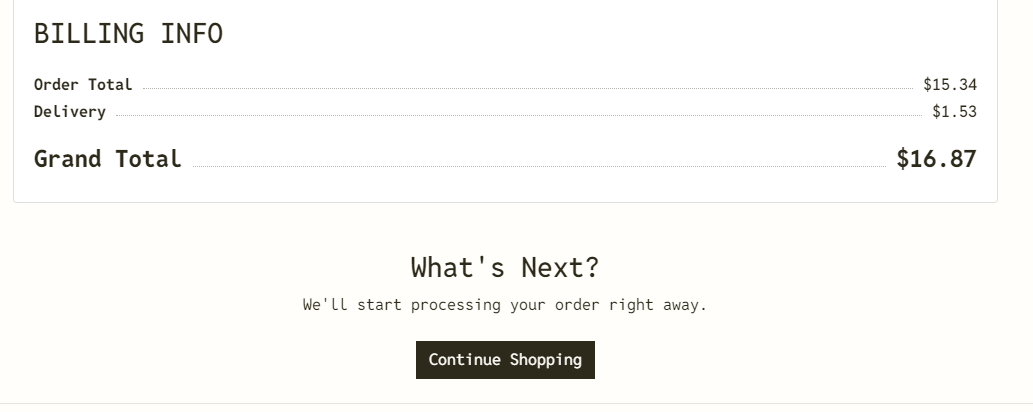 BILLING INFO
Order Total $15.34
Delivery $1.53
Grand Total $16.87
What's Next?
We'll start processing your order right away.
Continue Shopping